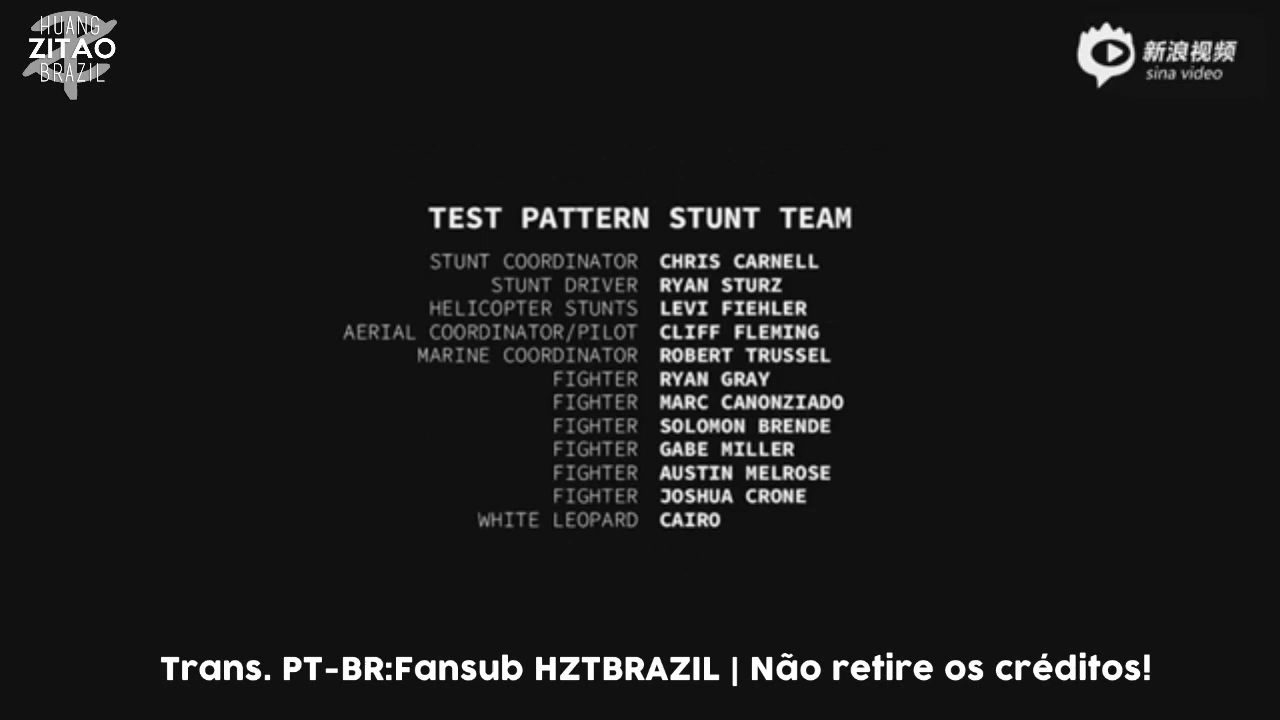 HUANG
ZITAO
BRAZIL
新浪视频
sina video
TEST PATTERN STUNT TEAM
STUNT COORDINATOR CHRIS CARNELL
STUNT DRIVER RYAN STURZ
HELICOPTER STUNTS LEVI FIEHLER
AERIAL COORDINATOR/PILOT CLIFF FLEMING
MARINE COORDINATOR ROBERT TRUSSEL
FIGHTER RYAN GRAY
FIGHTER MARC CANONZIADO
FIGHTER SOLOMON BRENDE
FIGHTER GABE MILLER
FIGHTER AUSTIN MELROSE
FIGHTER JOSHUA CRONE
WHITE LEOPARD CAIRO
Trans. PT-BR:Fansub HZTBRAZIL | Não retire os créditos!